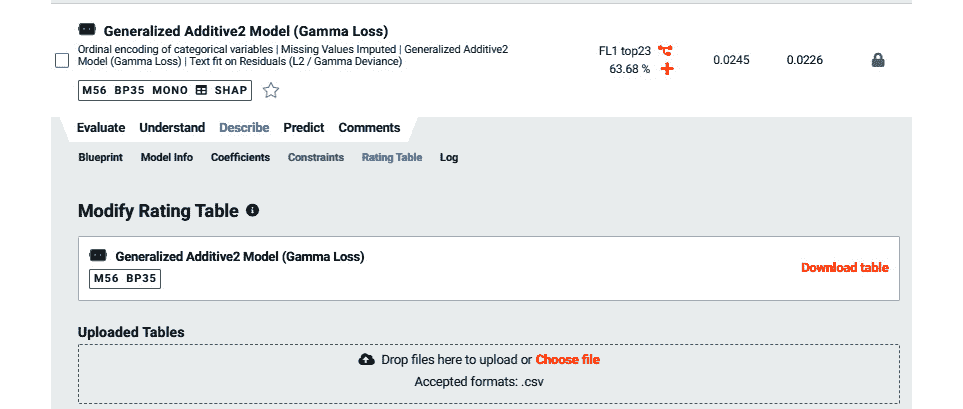 Generalized Additive2 Model (Gamma Loss)
Ordinal encoding of categorical variables | Missing Values Imputed | Generalized Additive2
Model (Gamma Loss) | Text fit on Residuals (L2 / Gamma Deviance)
FL1 top23
63.68 %
0.0245
0.0226
M56 BP35 MONO SHAP
Evaluate Understand Describe Predict Comments
Blueprint Model Info Coefficients Constraints Rating Table Log
Modify Rating Table
Generalized Additive2 Model (Gamma Loss)
M56 BP35
Download table
Uploaded Tables
Drop files here to upload or Choose file
Accepted formats: .csv